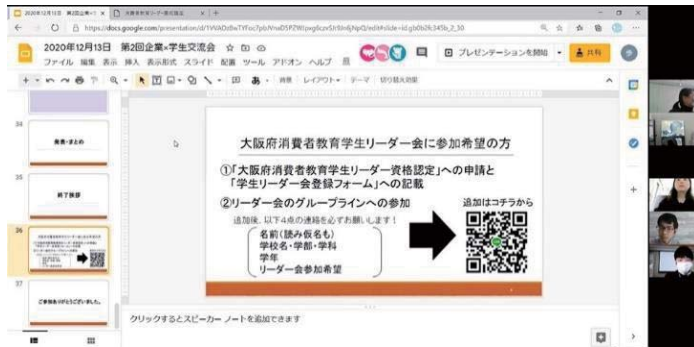 2020年12月13日 第2回企業×学生交流会
ファイル 編集 表示 挿入 表示形式 スライド 配置 ツール アドオン ヘルプ
プレゼンテーションを開始
共有
背景 レイアウト テーマ 切り替え効果
34
発表・まとめ
35
終了挨拶
36
37
ご参加ありがとうございました。
大阪府消費者教育学生リーダー会に参加希望の方
①「大阪府消費者教育学生リーダー資格認定」への申請と
「学生リーダー会登録フォーム」への記載
②リーダー会のグループラインへの参加
追加はコチラから
追加後、以下4点の連絡を必ずお願いします!
名前(読み仮名も)
学校名・学部・学科
学年
リーダー会参加希望
クリックするとスピーカー ノートを追加できます